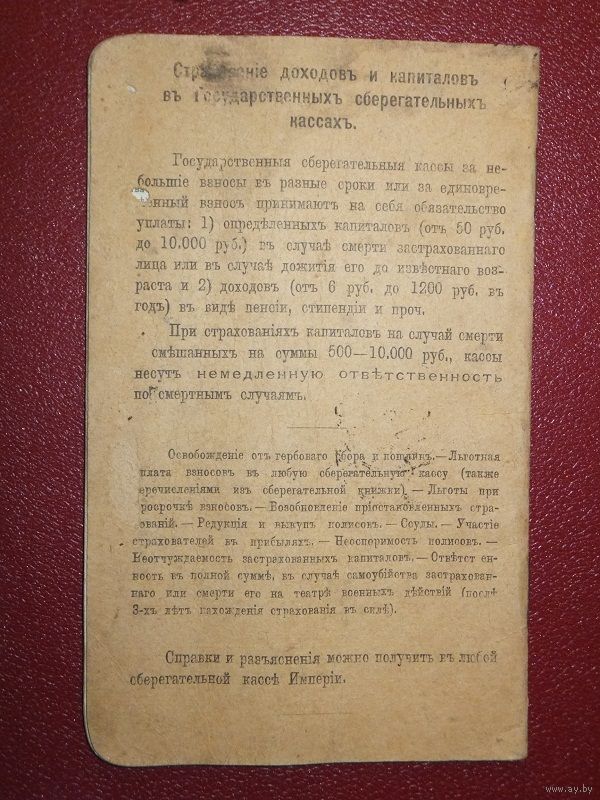 Страхованіе доходовъ и капиталовъ
въ Государственныхъ сберегательныхъ
кассахъ.
Государственныя сберегательныя кассы за не-
большіе взносы въ разные сроки или за единовре-
менный взносъ принимаютъ на себя обязательство
уплаты: 1) опредѣленныхъ капиталовъ (отъ 50 руб.
до 10.000 руб.) въ случаѣ смерти застрахованнаго
лица или въ случаѣ дожитія его до извѣстнаго воз-
раста и 2) доходовъ (отъ 6 руб. до 1200 руб. въ
годъ) въ видѣ пенсіи, стипендіи и проч.
При страхованіяхъ капиталовъ на случай смерти
смѣшанныхъ на суммы 500—10.000 руб., кассы
несутъ немедленную отвѣтственность
по смертнымъ случаямъ.
Освобожденіе отъ гербоваго сбора и пошлинъ.—Льготная
плата взносовъ въ любую сберегательную кассу (также
еречисленіями изъ сберегательной книжки).—Льготы при
розсрочкѣ взносовъ.—Возобновленіе пріостановленныхъ стра-
ованій.—Редукція и выкупъ полисовъ.—Ссуды.—Участіе
страхователей въ прибыляхъ.—Неоспоримость полисовъ.—
Неотчуждаемость застрахованныхъ капиталовъ.—Отвѣтст ен-
ность въ полной суммѣ, въ случаѣ самоубійства застрахован-
наго или смерти его на театрѣ военныхъ дѣйствій (послѣ
3-хъ лѣтъ нахожденія страхованія въ силѣ).
Справки и разъясненія можно получить въ любой
сберегательной кассѣ Имперіи.
www.ay.by